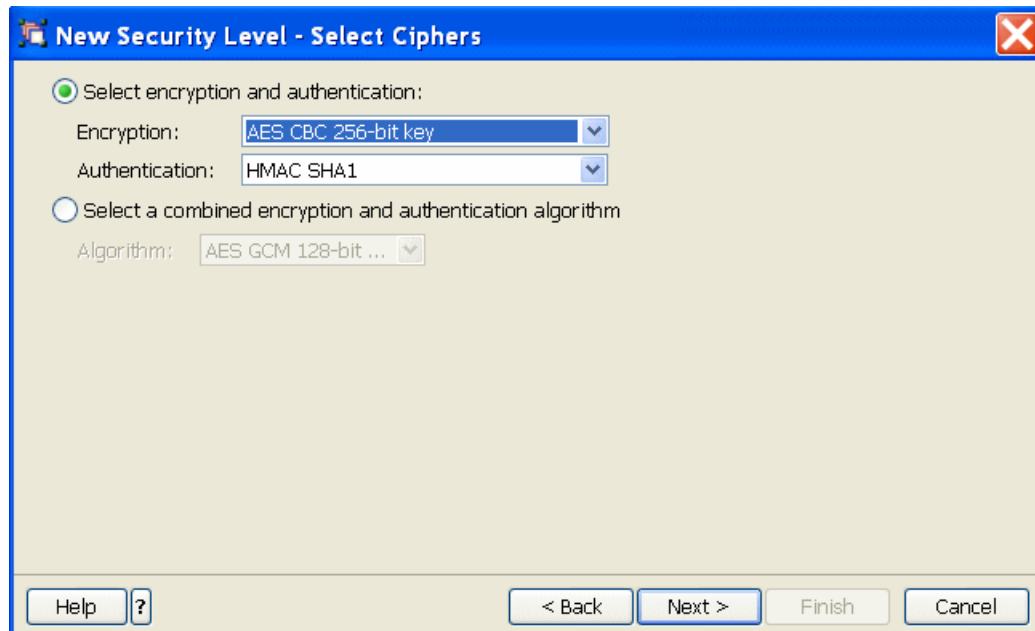 New Security Level - Select Ciphers
Select encryption and authentication:
Encryption: AES CBC 256-bit key
Authentication: HMAC SHA1
Select a combined encryption and authentication algorithm
Algorithm: AES GCM 128-bit ...
Help ? < Back Next > Finish Cancel